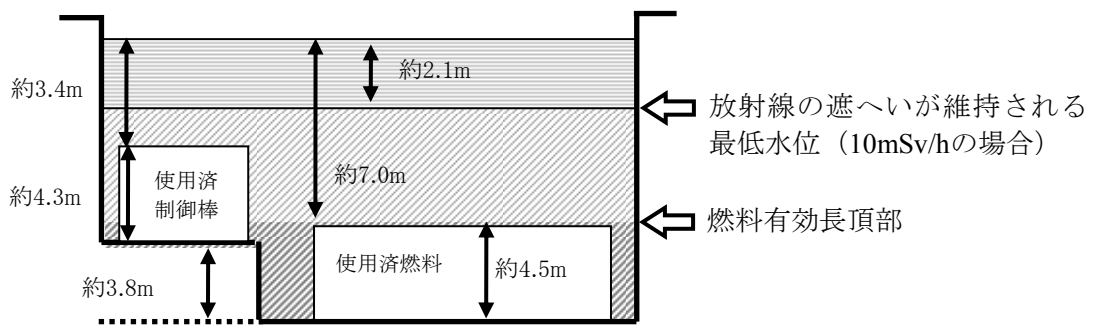 約2.1m
約3.4m
放射線の遮へいが維持される
最低水位（10mSv/hの場合）
約7.0m
使用済
制御棒
約4.3m
燃料有効長頂部
使用済燃料
約4.5m
約3.8m